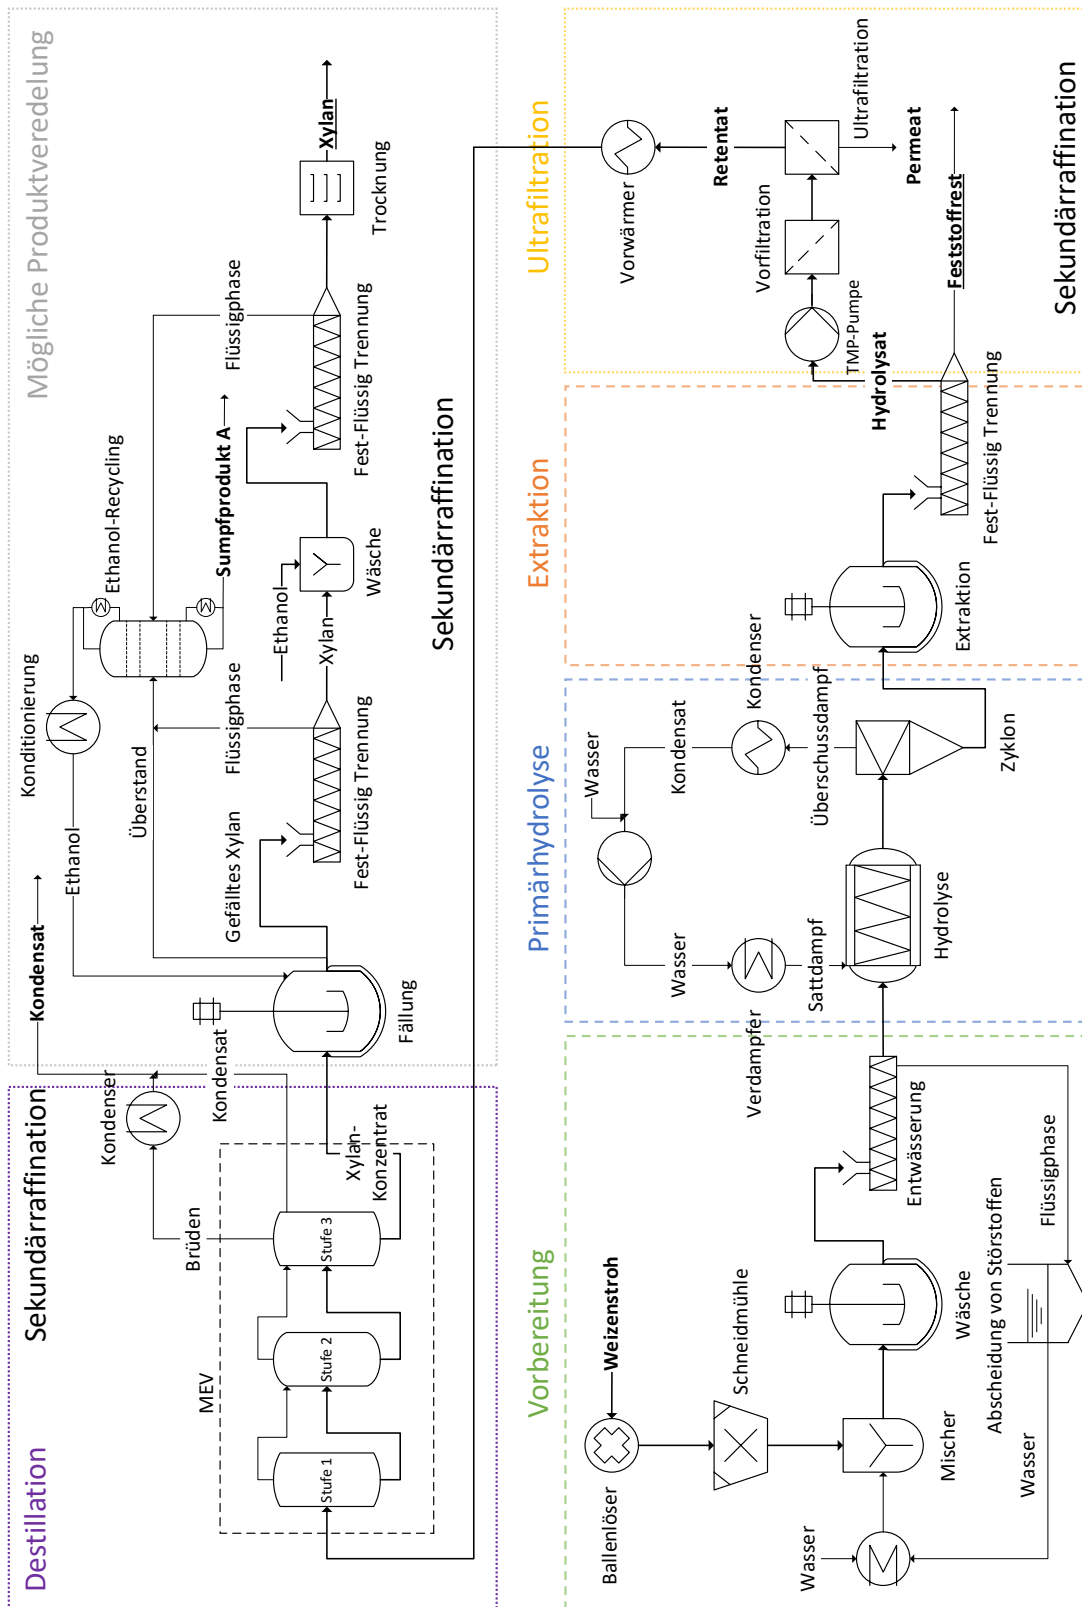 Destillation
Sekundärraffination
MEV
Stufe 1
Stufe 2
Stufe 3
Brüden
Kondenser
Kondensat
Kondensat
Xylan-
Konzentrat
Mögliche Produktveredelung
Fällung
Ethanol
Konditionierung
Überstand
Gefälltes Xylan
Flüssigphase
Fest-Flüssig Trennung
Xylan
Ethanol
Wäsche
Ethanol-Recycling
Sumpfprodukt A
Flüssigphase
Fest-Flüssig Trennung
Trocknung
Xylan
Sekundärraffination
Vorbereitung
Weizenstroh
Ballenlöser
Schneidmühle
Mischer
Wasser
Wäsche
Abscheidung von Störstoffen
Wasser
Entwässerung
Flüssigphase
Primärhydrolyse
Wasser
Wasser
Verdampfer
Sattdampf
Hydrolyse
Kondensat
Kondenser
Überschussdampf
Zyklon
Extraktion
Extraktion
Fest-Flüssig Trennung
Hydrolysat
Ultrafiltration
Vorwärmer
Retentat
Vorfiltration
TMP-Pumpe
Ultrafiltration
Permeat
Feststoffrest
Sekundärraffination